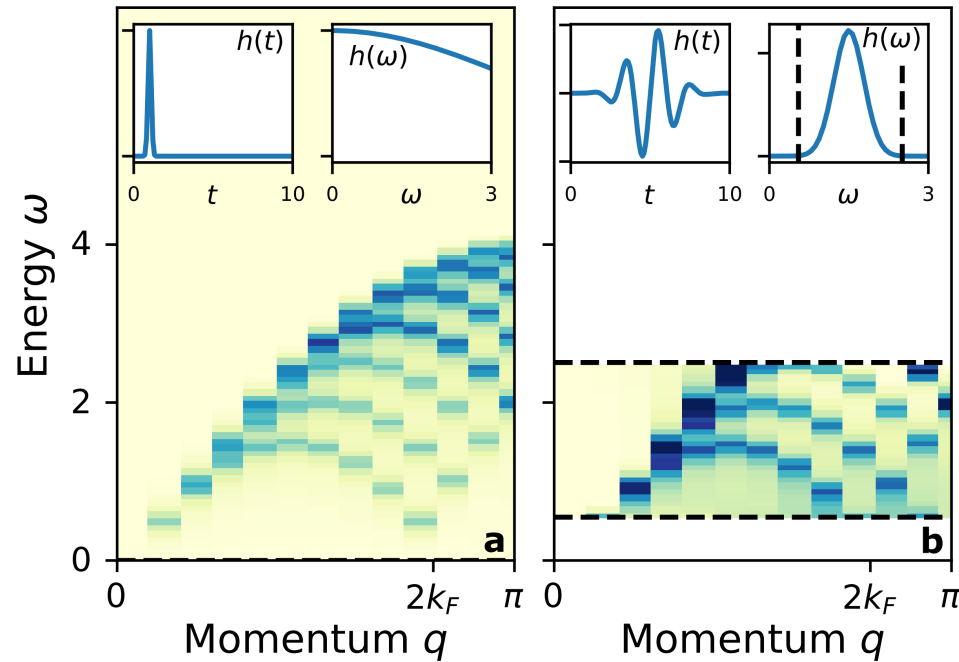 h(t)
h(ω)
0 10
t
0 3
ω
Energy ω
4
2
0
a
0 2k_F π
Momentum q
h(t)
h(ω)
0 10
t
0 3
ω
b
0 2k_F π
Momentum q